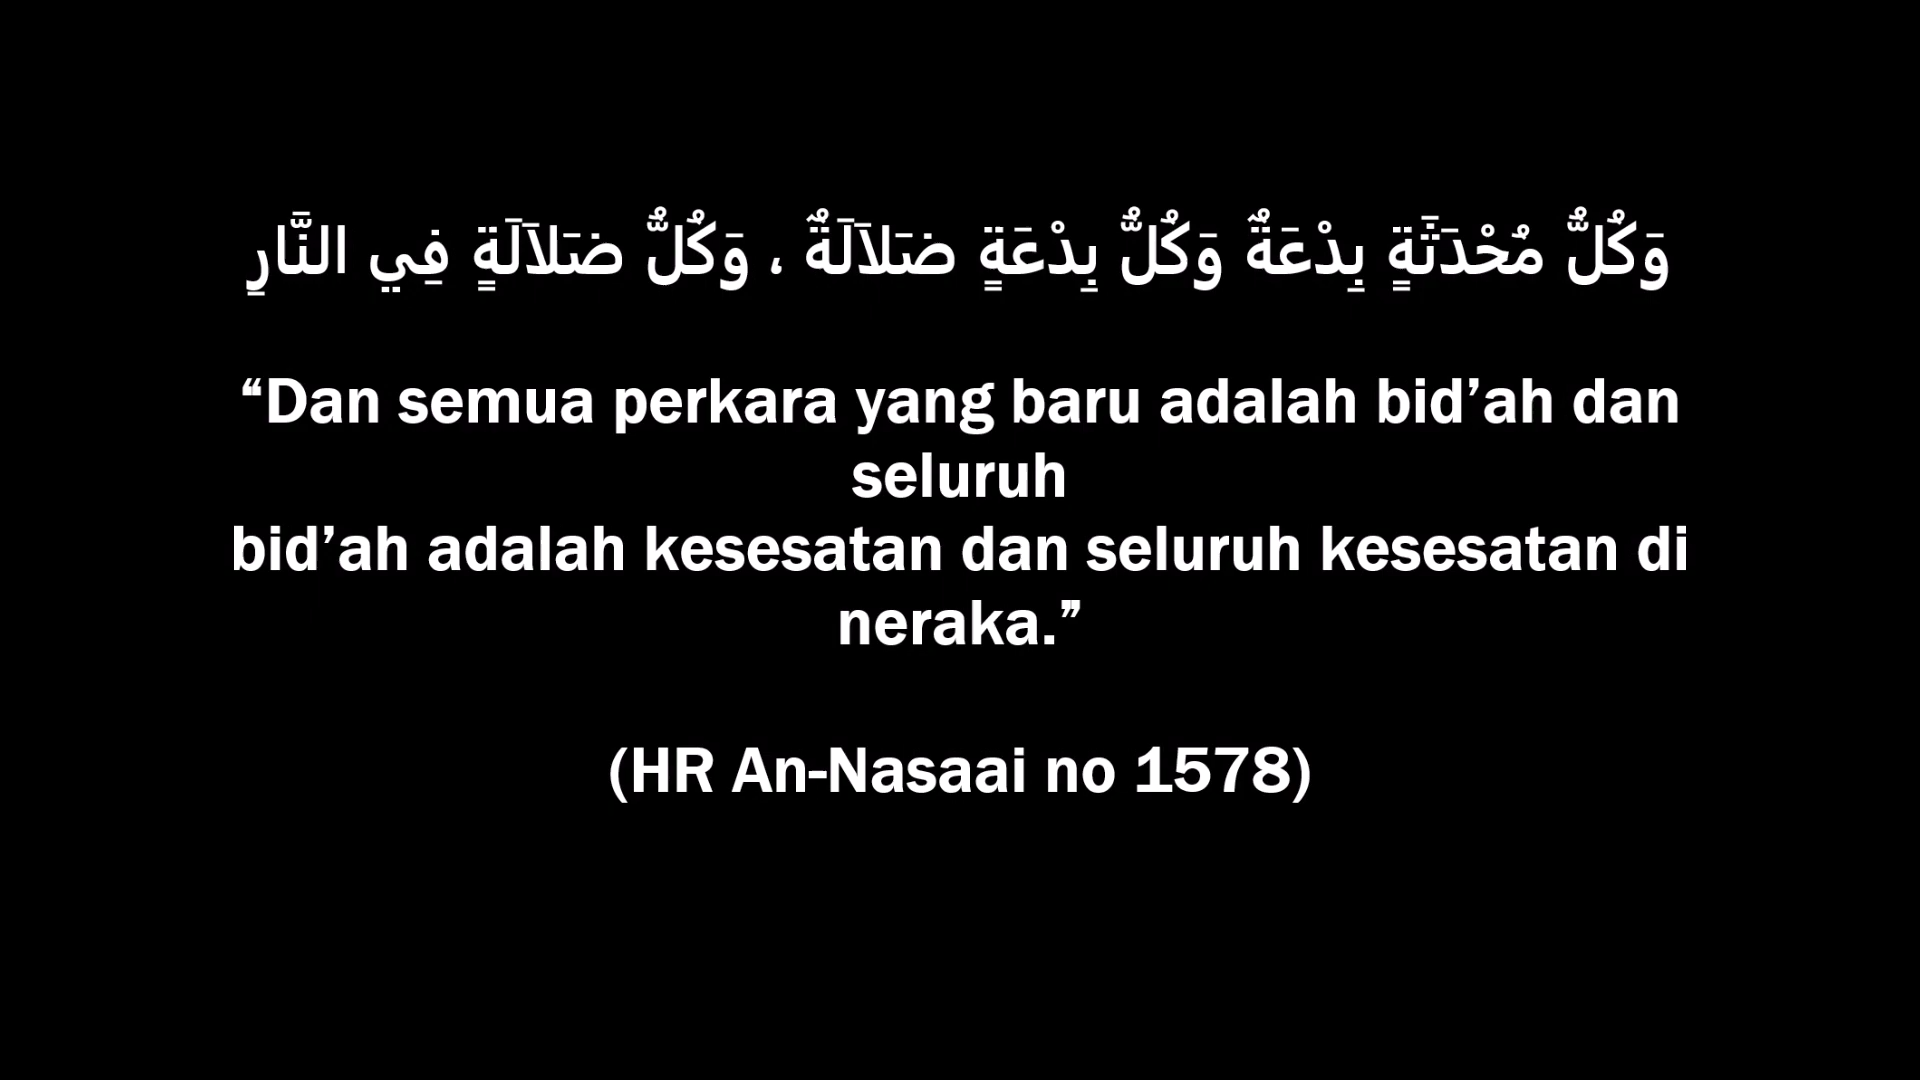 وَكُلُّ مُحْدَثَةٍ بِدْعَةٌ وَكُلُّ بِدْعَةٍ ضَلاَلَةٌ ، وَكُلُّ ضَلاَلَةٍ فِي النَّارِ
“Dan semua perkara yang baru adalah bid’ah dan
seluruh
bid’ah adalah kesesatan dan seluruh kesesatan di
neraka.”
(HR An-Nasaai no 1578)